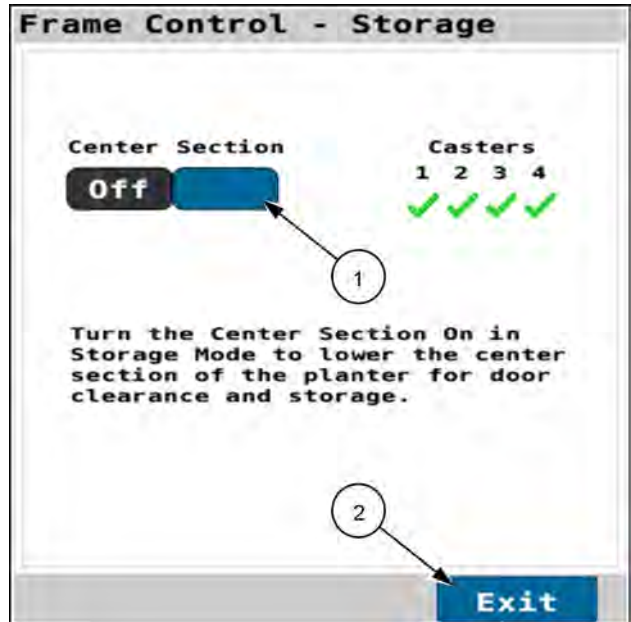 Frame Control - Storage
Center Section
Casters
1 2 3 4
Off
1
Turn the Center Section On in
Storage Mode to lower the center
section of the planter for door
clearance and storage.
2
Exit